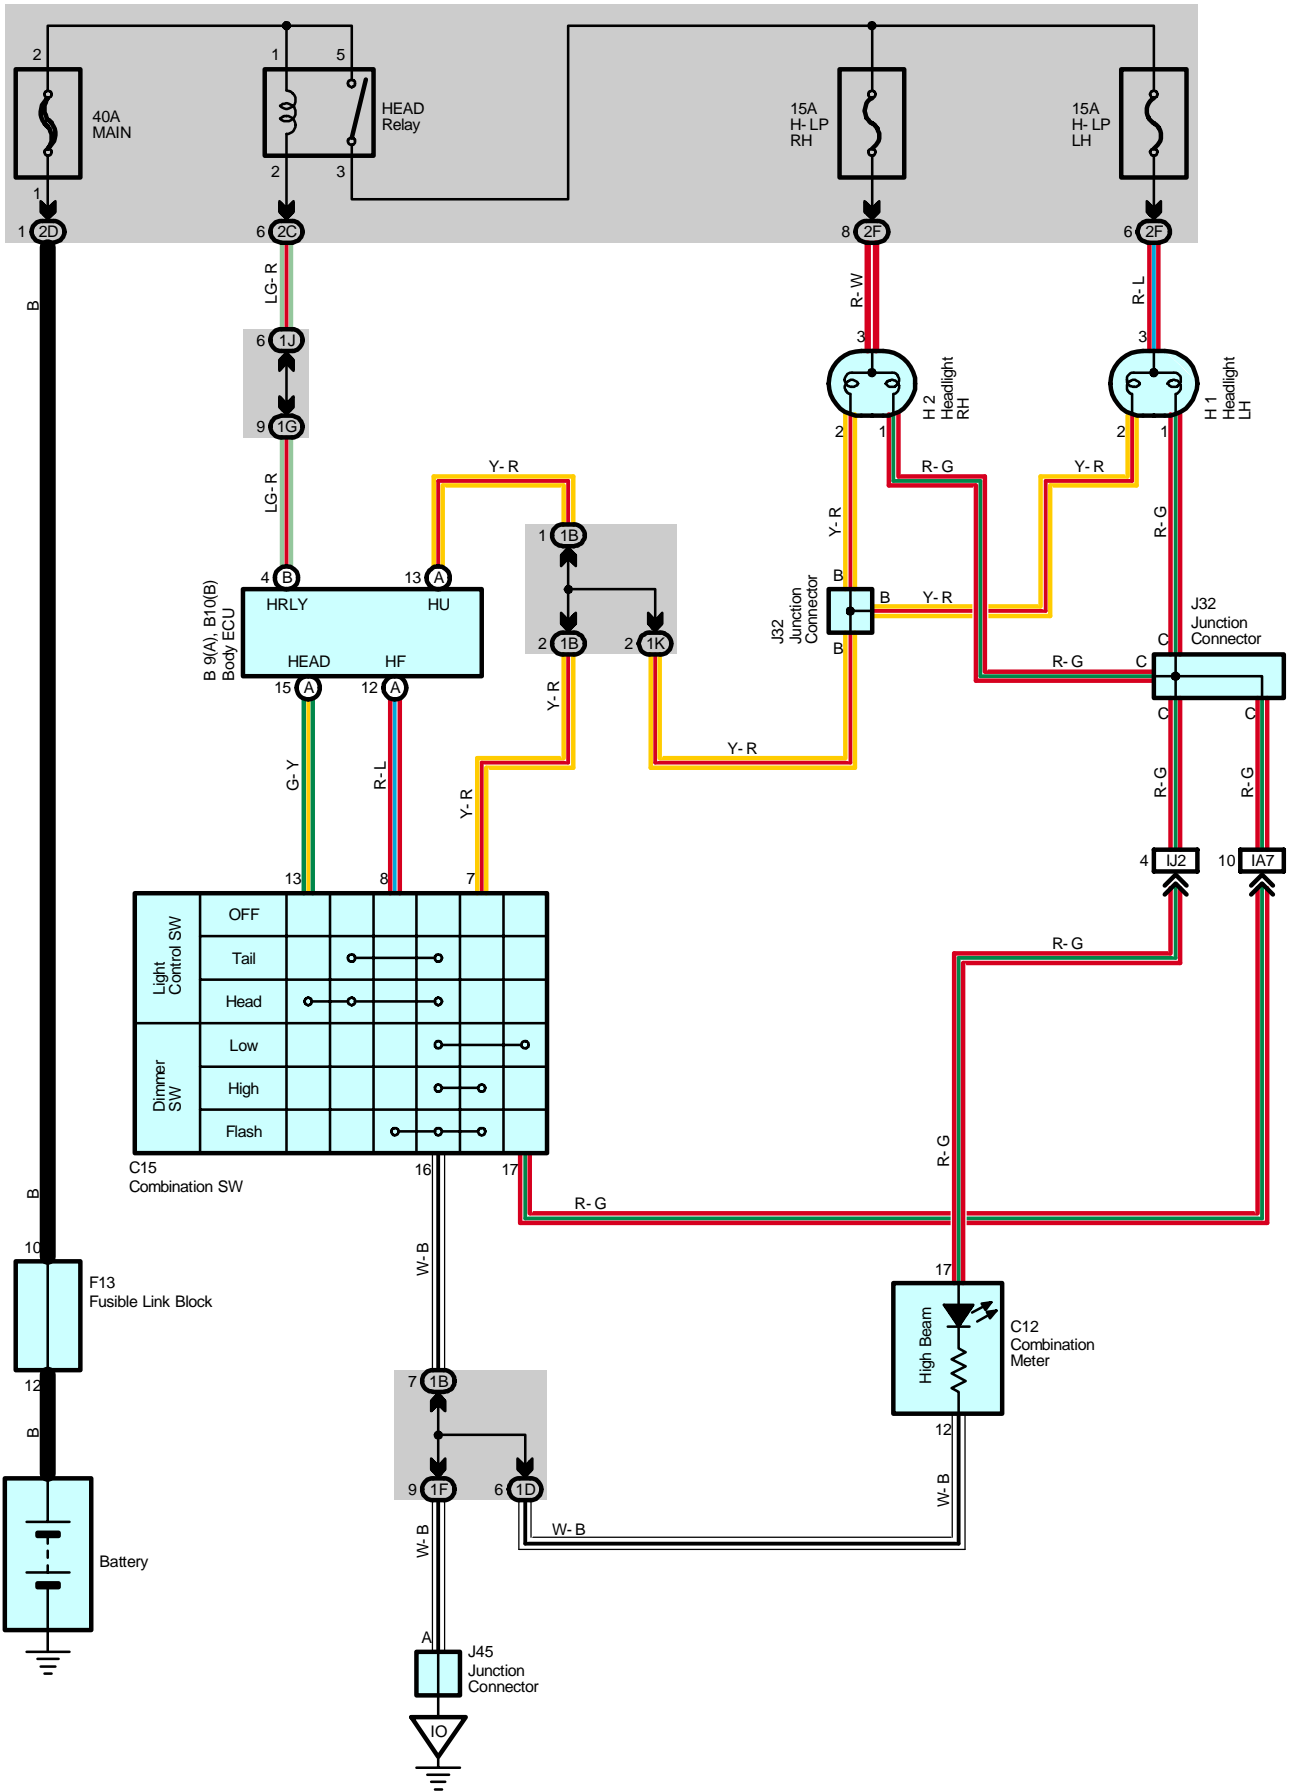 2 1 5
40A
MAIN
HEAD
Relay
15A
H- LP
RH
15A
H- LP
LH
1 2 3
1 2D
6 2C
8 2F
6 2F
B
LG- R
R- W
R- L
6 1J
9 1G
3
3
H 2
Headlight
RH
H 1
Headlight
LH
2 1
2 1
LG- R
Y- R
Y- R
R- G
Y- R
R- G
1 1B
4 B
13 A
HRLY HU
B 9(A), B10(B)
Body ECU
HEAD HF
15 A
12 A
2 1B
2 1K
B
B
B
J32
Junction
Connector
Y- R
J32
Junction
Connector
C
C
C C
R- G
Y- R
Y- R
G- Y
R- L
Y- R
R- G
R- G
4 IJ2
10 IA7
13 8 7
Light
Control SW
OFF
Tail
Head
Dimmer
SW
Low
High
Flash
R- G
C15
Combination SW
16 17
R- G
R- G
B
W- B
10
F13
Fusible Link Block
12
B
17
High Beam
C12
Combination
Meter
12
7 1B
9 1F
6 1D
W- B
W- B
W- B
Battery
A
J45
Junction
Connector
IO